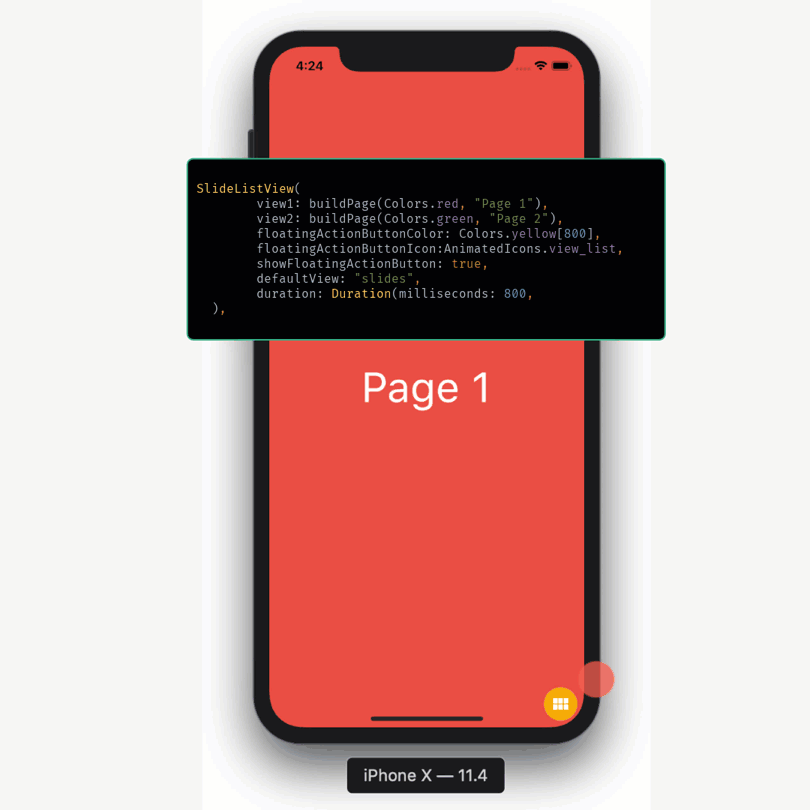 4:24
SlideListView(
        view1: buildPage(Colors.red, "Page 1"),
        view2: buildPage(Colors.green, "Page 2"),
        floatingActionButtonColor: Colors.yellow[800],
        floatingActionButtonIcon:AnimatedIcons.view_list,
        showFloatingActionButton: true,
        defaultView: "slides",
        duration: Duration(milliseconds: 800,
  ),
Page 1
iPhone X — 11.4